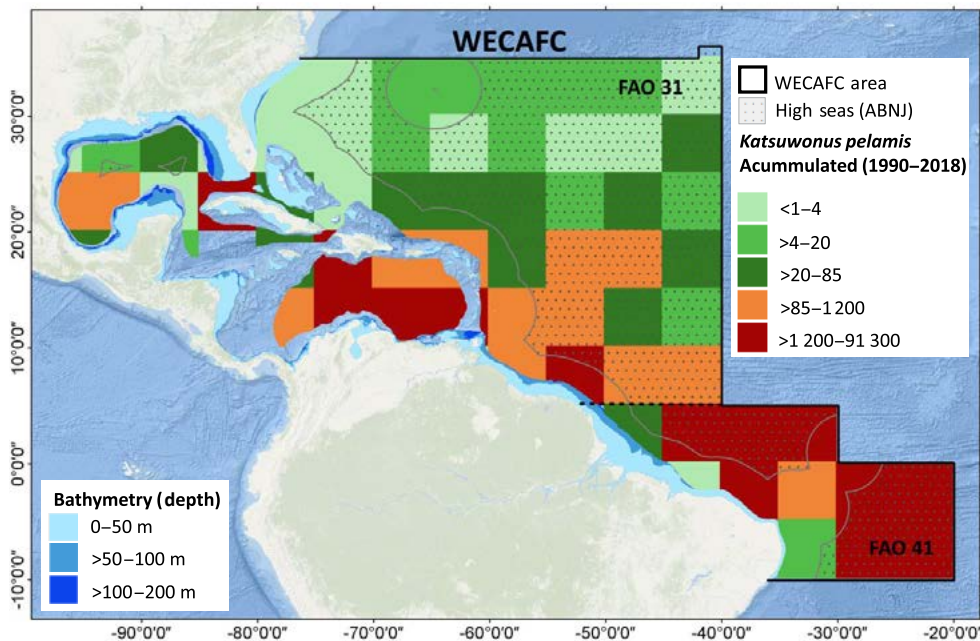 WECAFC
FAO 31
WECAFC area
High seas (ABNJ)
Katsuwonus pelamis
Acummulated (1990–2018)
<1–4
>4–20
>20–85
>85–1 200
>1 200–91 300
30°0'0"
20°0'0"
10°0'0"
0°0'0"
-10°0'0"
Bathymetry (depth)
0–50 m
>50–100 m
>100–200 m
FAO 41
-90°0'0 -80°0'0" -70°0'0" -60°0'0" -50°0'0" -40°0'0" -30°0'0" -20°0'0"